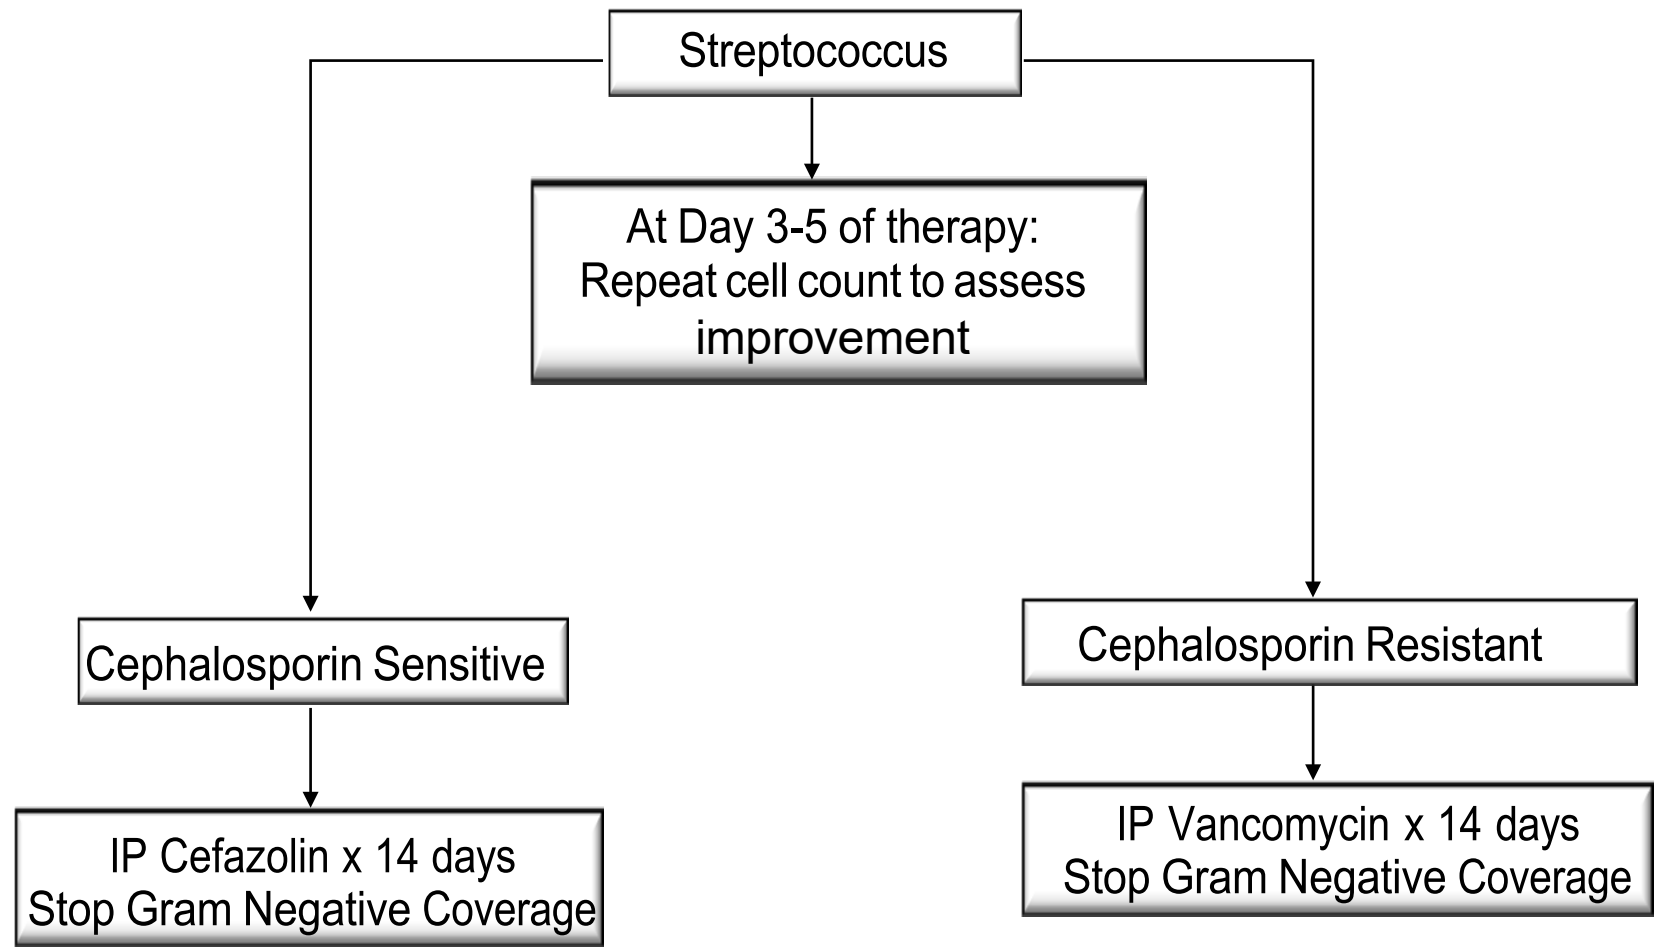 Streptococcus
At Day 3-5 of therapy:
Repeat cell count to assess
improvement
Cephalosporin Sensitive
Cephalosporin Resistant
IP Cefazolin x 14 days
Stop Gram Negative Coverage
IP Vancomycin x 14 days
Stop Gram Negative Coverage